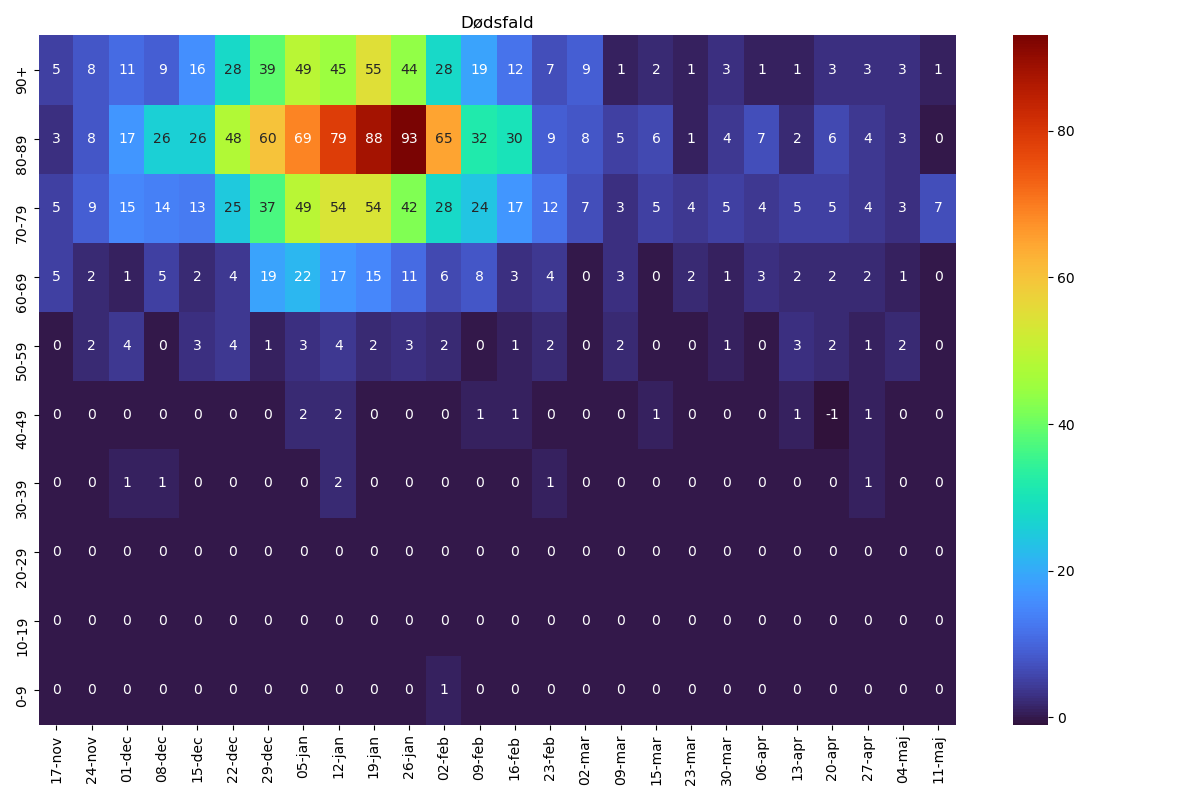 Dødsfald
90+ 5 8 11 9 16 28 39 49 45 55 44 28 19 12 7 9 1 2 1 3 1 1 3 3 3 1
80-89 3 8 17 26 26 48 60 69 79 88 93 65 32 30 9 8 5 6 1 4 7 2 6 4 3 0
70-79 5 9 15 14 13 25 37 49 54 54 42 28 24 17 12 7 3 5 4 5 4 5 5 4 3 7
60-69 5 2 1 5 2 4 19 22 17 15 11 6 8 3 4 0 3 0 2 1 3 2 2 2 1 0
50-59 0 2 4 0 3 4 1 3 4 2 3 2 0 1 2 0 2 0 0 1 0 3 2 1 2 0
40-49 0 0 0 0 0 0 0 2 2 0 0 0 1 1 0 0 0 1 0 0 0 1 -1 1 0 0
30-39 0 0 1 1 0 0 0 0 2 0 0 0 0 0 1 0 0 0 0 0 0 0 0 1 0 0
20-29 0 0 0 0 0 0 0 0 0 0 0 0 0 0 0 0 0 0 0 0 0 0 0 0 0 0
10-19 0 0 0 0 0 0 0 0 0 0 0 0 0 0 0 0 0 0 0 0 0 0 0 0 0 0
0-9 0 0 0 0 0 0 0 0 0 0 0 1 0 0 0 0 0 0 0 0 0 0 0 0 0 0
17-nov 24-nov 01-dec 08-dec 15-dec 22-dec 29-dec 05-jan 12-jan 19-jan 26-jan 02-feb 09-feb 16-feb 23-feb 02-mar 09-mar 15-mar 23-mar 30-mar 06-apr 13-apr 20-apr 27-apr 04-maj 11-maj
80
60
40
20
0